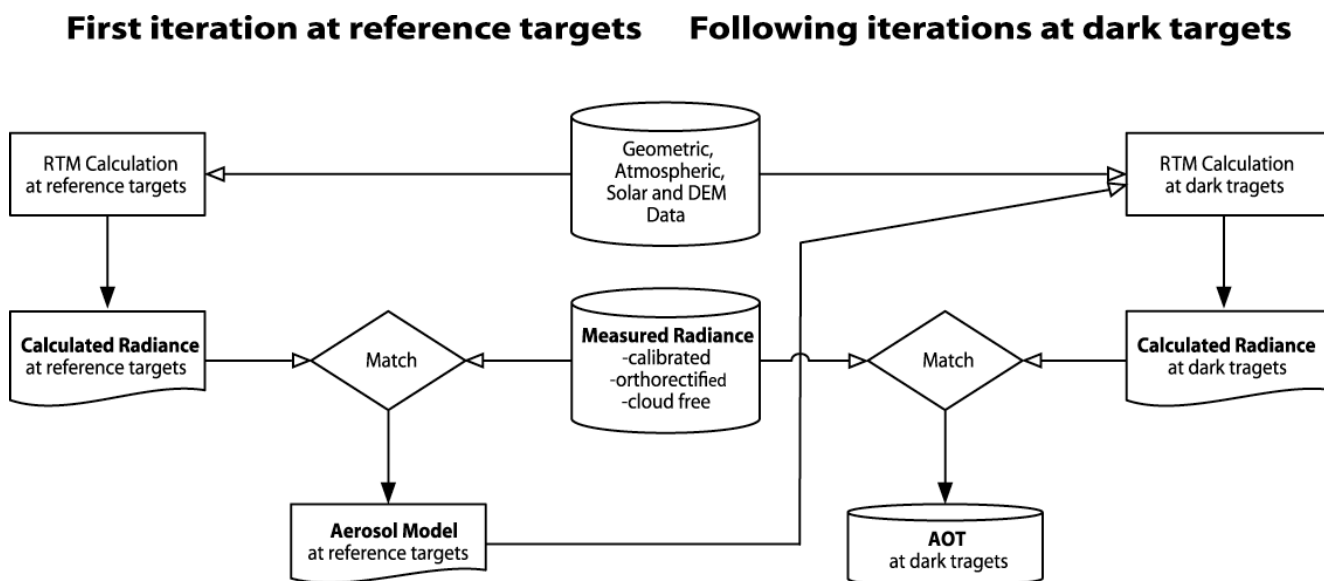 First iteration at reference targets
Following iterations at dark targets
RTM Calculation
at reference targets
Geometric,
Atmospheric,
Solar and DEM
Data
RTM Calculation
at dark tragets
Calculated Radiance
at reference targets
Match
Measured Radiance
-calibrated
-orthorectified
-cloud free
Match
Calculated Radiance
at dark tragets
Aerosol Model
at reference targets
AOT
at dark tragets